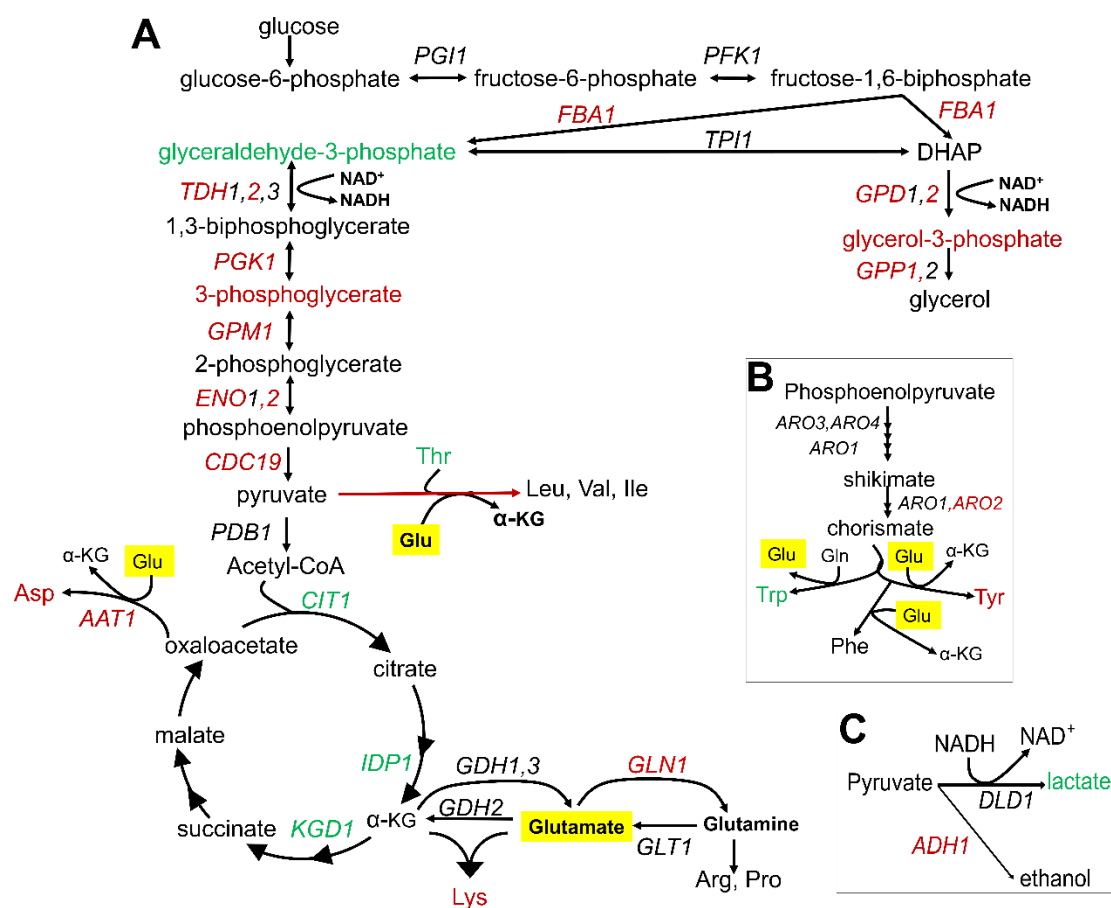 A
glucose
glucose-6-phosphate
PGI1
fructose-6-phosphate
PFK1
fructose-1,6-biphosphate
FBA1
FBA1
glyceraldehyde-3-phosphate
TPI1
DHAP
TDH1,2,3
NAD+
NADH
GPD1,2
NAD+
NADH
1,3-biphosphoglycerate
glycerol-3-phosphate
PGK1
GPP1,2
3-phosphoglycerate
glycerol
GPM1
2-phosphoglycerate
ENO1,2
phosphoenolpyruvate
CDC19
Thr
pyruvate
Leu, Val, Ile
α-KG
Glu
PDB1
Acetyl-CoA
α-KG
Glu
Asp
AAT1
CIT1
oxaloacetate
citrate
malate
IDP1
GDH1,3
GLN1
succinate
KGD1
α-KG
GDH2
Glutamate
Glutamine
GLT1
Lys
Arg, Pro
B
Phosphoenolpyruvate
ARO3,ARO4
ARO1
shikimate
ARO1,ARO2
chorismate
Glu
Gln
Glu
α-KG
Trp
Tyr
Glu
Phe
α-KG
C
NADH
NAD+
Pyruvate
lactate
DLD1
ADH1
ethanol